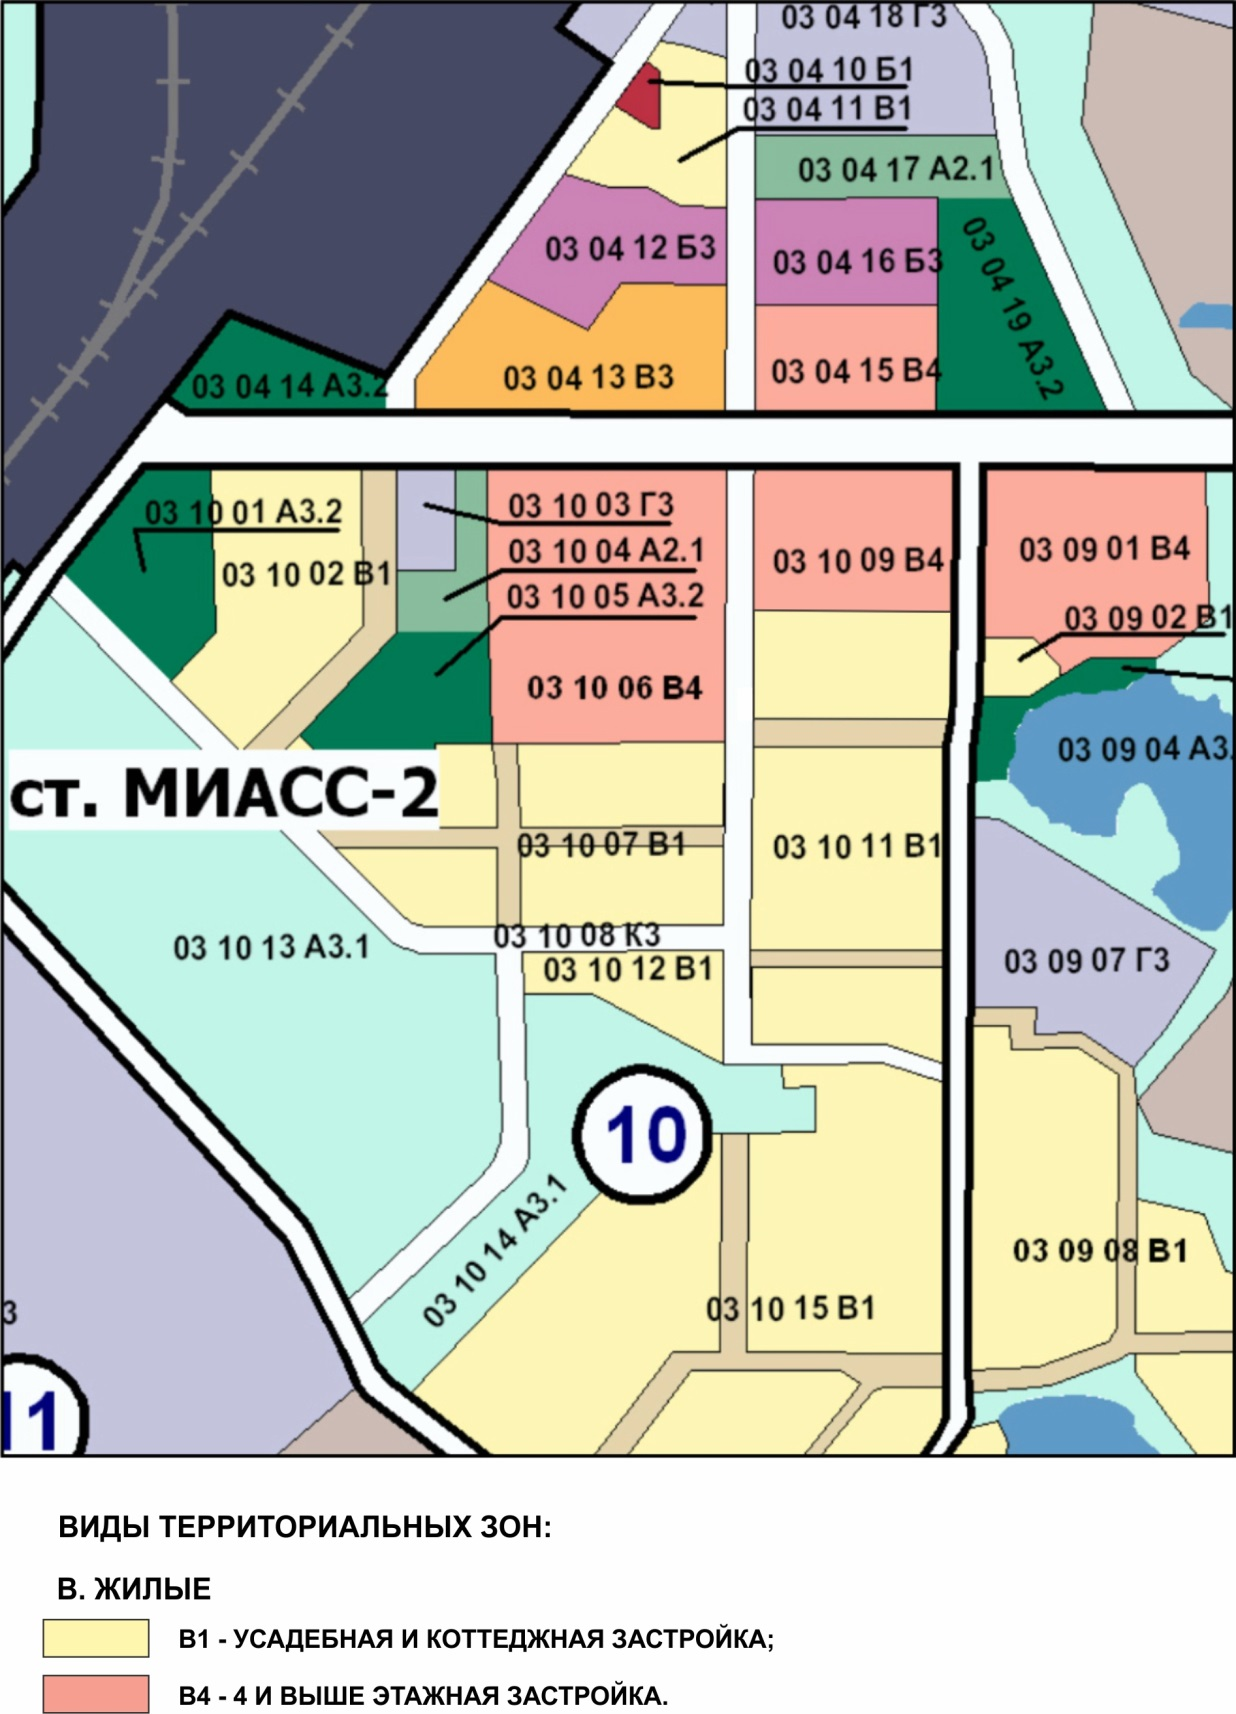 03 04 18 Г3
03 04 10 Б1
03 04 11 В1
03 04 17 А2.1
03 04 12 Б3
03 04 16 Б3
03 04 19 А3.2
03 04 14 А3.2
03 04 13 В3
03 04 15 В4
03 10 01 А3.2
03 10 02 В1
03 10 03 Г3
03 10 04 А2.1
03 10 05 А3.2
03 10 06 В4
03 10 09 В4
03 09 01 В4
03 09 02 В1
03 09 04 А3.
ст. МИАСС-2
03 10 07 В1
03 10 11 В1
03 10 08 К3
03 10 13 А3.1
03 10 12 В1
03 09 07 Г3
10
03 10 14 А3.1
03 09 08 В1
03 10 15 В1
3
11
ВИДЫ ТЕРРИТОРИАЛЬНЫХ ЗОН:
В. ЖИЛЫЕ
В1 - УСАДЕБНАЯ И КОТТЕДЖНАЯ ЗАСТРОЙКА;
В4 - 4 И ВЫШЕ ЭТАЖНАЯ ЗАСТРОЙКА.